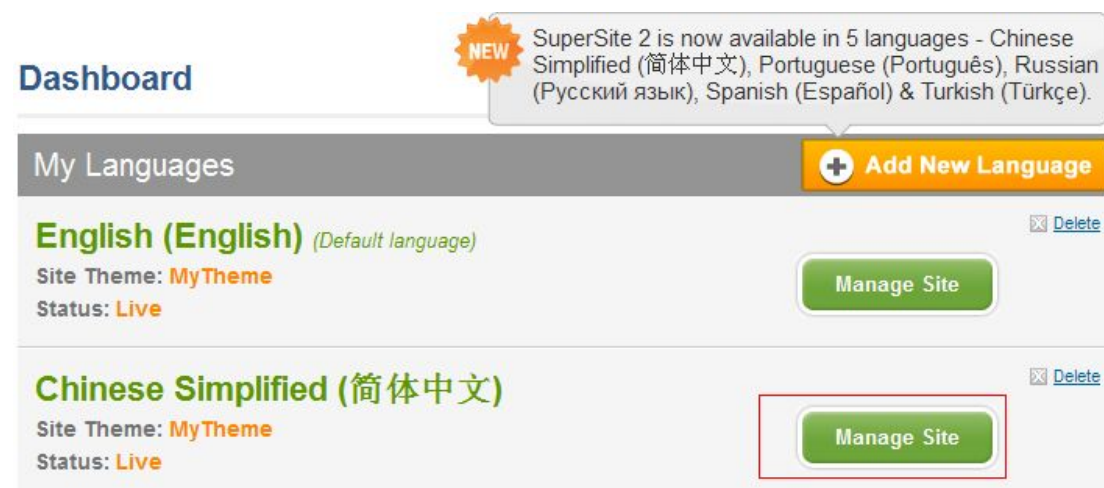 NEW
SuperSite 2 is now available in 5 languages - Chinese
Simplified (简体中文), Portuguese (Português), Russian
(Русский язык), Spanish (Español) & Turkish (Türkçe).
Dashboard
My Languages
Add New Language
English (English) (Default language)
Delete
Site Theme: MyTheme
Manage Site
Status: Live
Chinese Simplified (简体中文)
Delete
Site Theme: MyTheme
Manage Site
Status: Live